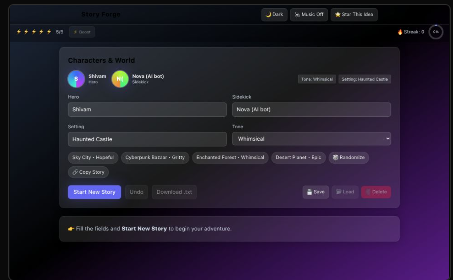 Story Forge
🌙 Dark
Music Off
⭐ Star This Idea
⚡ ⚡ ⚡ ⚡ ⚡ 5/5
🔥 Streak: 0
0%
Characters & World
S
Shivam
Hero
N(
Nova (AI bot)
Sidekick
Tone: Whimsical
Setting: Haunted Castle
Hero
Sidekick
Shivam
Nova (AI bot)
Setting
Tone
Haunted Castle
Whimsical
Sky City • Hopeful
Cyberpunk Bazaar • Gritty
Enchanted Forest • Whimsical
Desert Planet • Epic
🎲 Randomize
🔗 Copy Story
Start New Story
Undo
Download .txt
💾 Save
Load
Delete
👉 Fill the fields and Start New Story to begin your adventure.